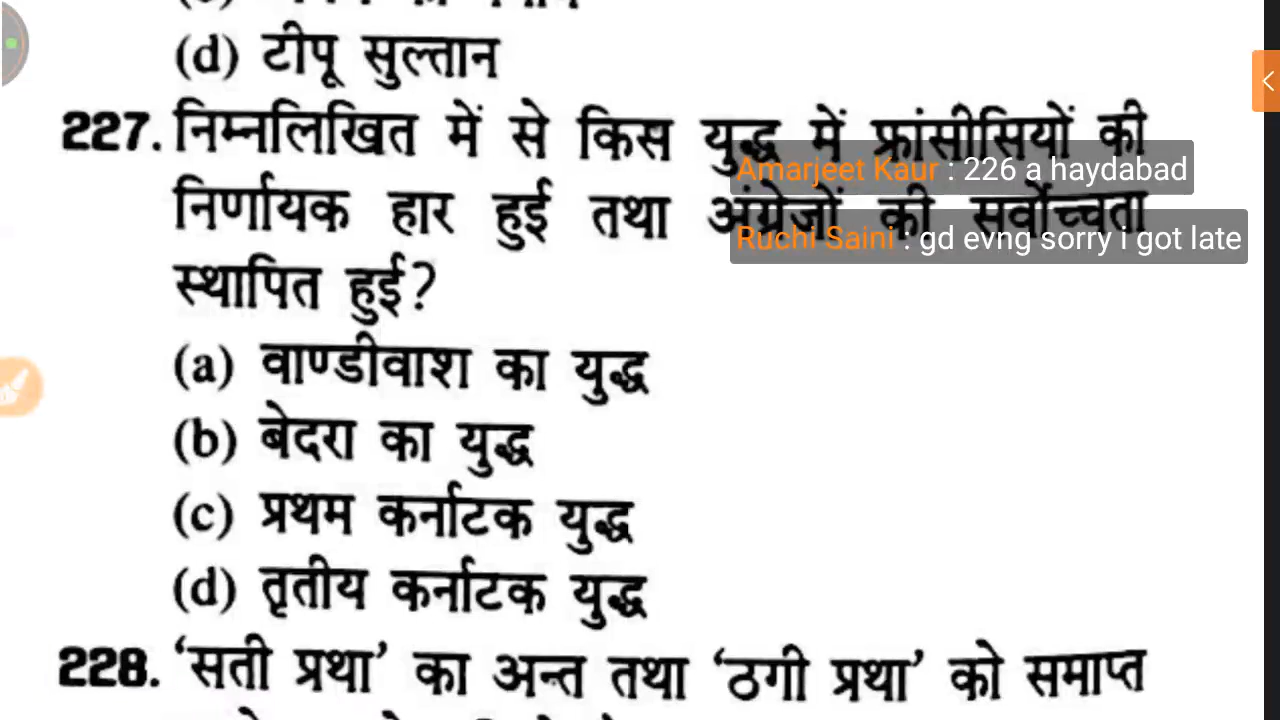 (d) टीपू सुल्तान
227. निम्नलिखित में से किस युद्ध में फ्रांसीसियों की
Amarjeet Kaur : 226 a haydabad
निर्णायक हार हुई तथा अंग्रेजों की सर्वोच्चता
Ruchi Saini : gd evng sorry i got late
स्थापित हुई?
(a) वाण्डीवाश का युद्ध
(b) बेदरा का युद्ध
(c) प्रथम कर्नाटक युद्ध
(d) तृतीय कर्नाटक युद्ध
228. ‘सती प्रथा’ का अन्त तथा ‘ठगी प्रथा’ को समाप्त